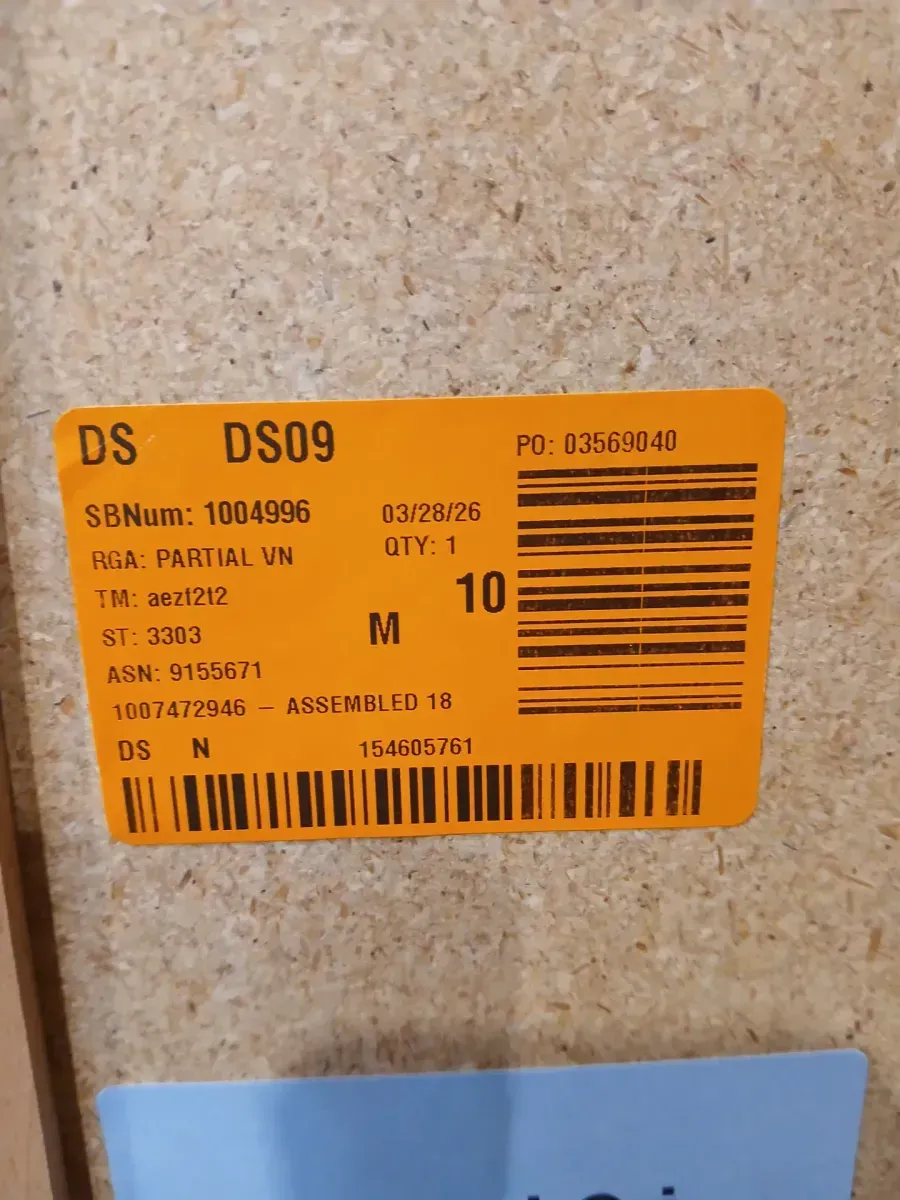 DS DS09
PO: 03569040
SBNum: 1004996 03/28/26
RGA: PARTIAL VN QTY: 1
TM: aezf2f2 10
ST: 3303 M
ASN: 9155671
1007472946 – ASSEMBLED 18
DS N 154605761